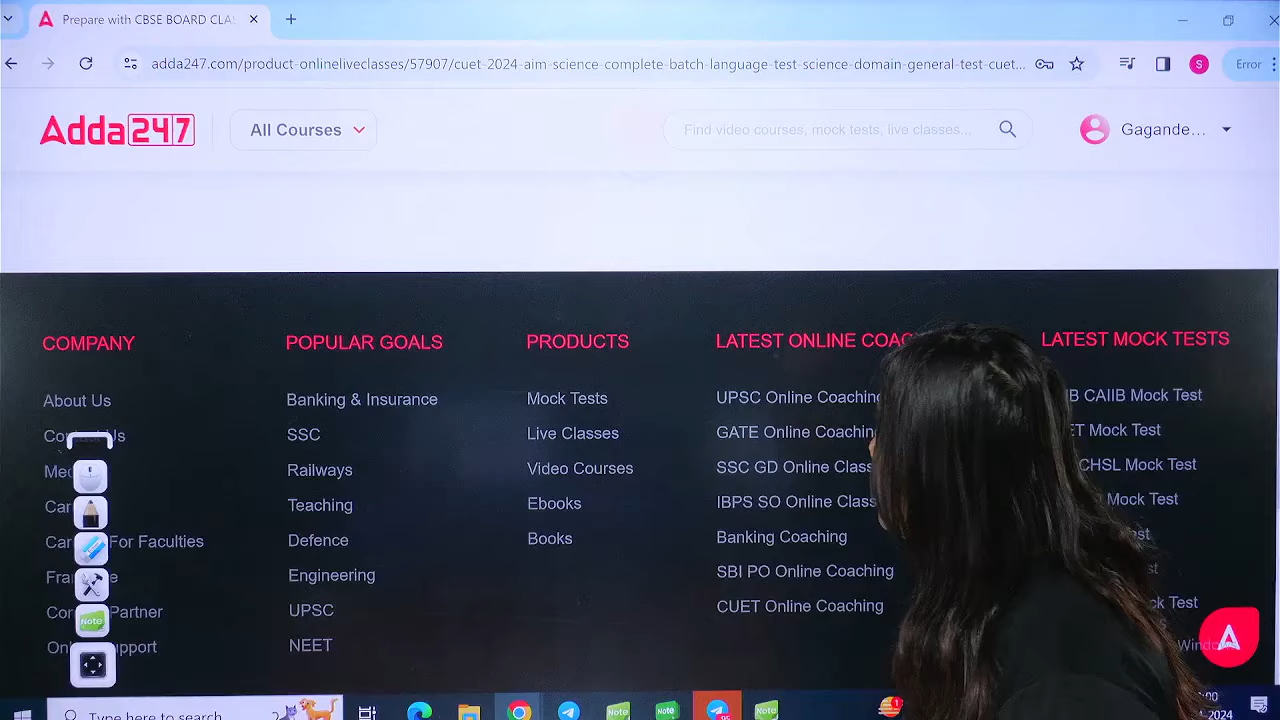 Prepare with CBSE BOARD CLA
adda247.com/product-onlineliveclasses/57907/cuet-2024-aim-science-complete-batch-language-test-science-domain-general-test-cuet...
S
Error
Adda247
All Courses
Find video courses, mock tests, live classes...
Gagande...
COMPANY
About Us
Us
For Faculties
Partner
POPULAR GOALS
Banking & Insurance
SSC
Railways
Teaching
Defence
Engineering
UPSC
NEET
PRODUCTS
Mock Tests
Live Classes
Video Courses
Ebooks
Books
LATEST ONLINE
UPSC Online Coaching
GATE Online Coaching
SSC GD Online Class
IBPS SO Online Class
Banking Coaching
SBI PO Online Coaching
CUET Online Coaching
LATEST MOCK TESTS
CAIIB Mock Test
Mock Test
CHSL Mock Test
Mock Test
Test
Note
Type here to search
Note
Note
Note
2024